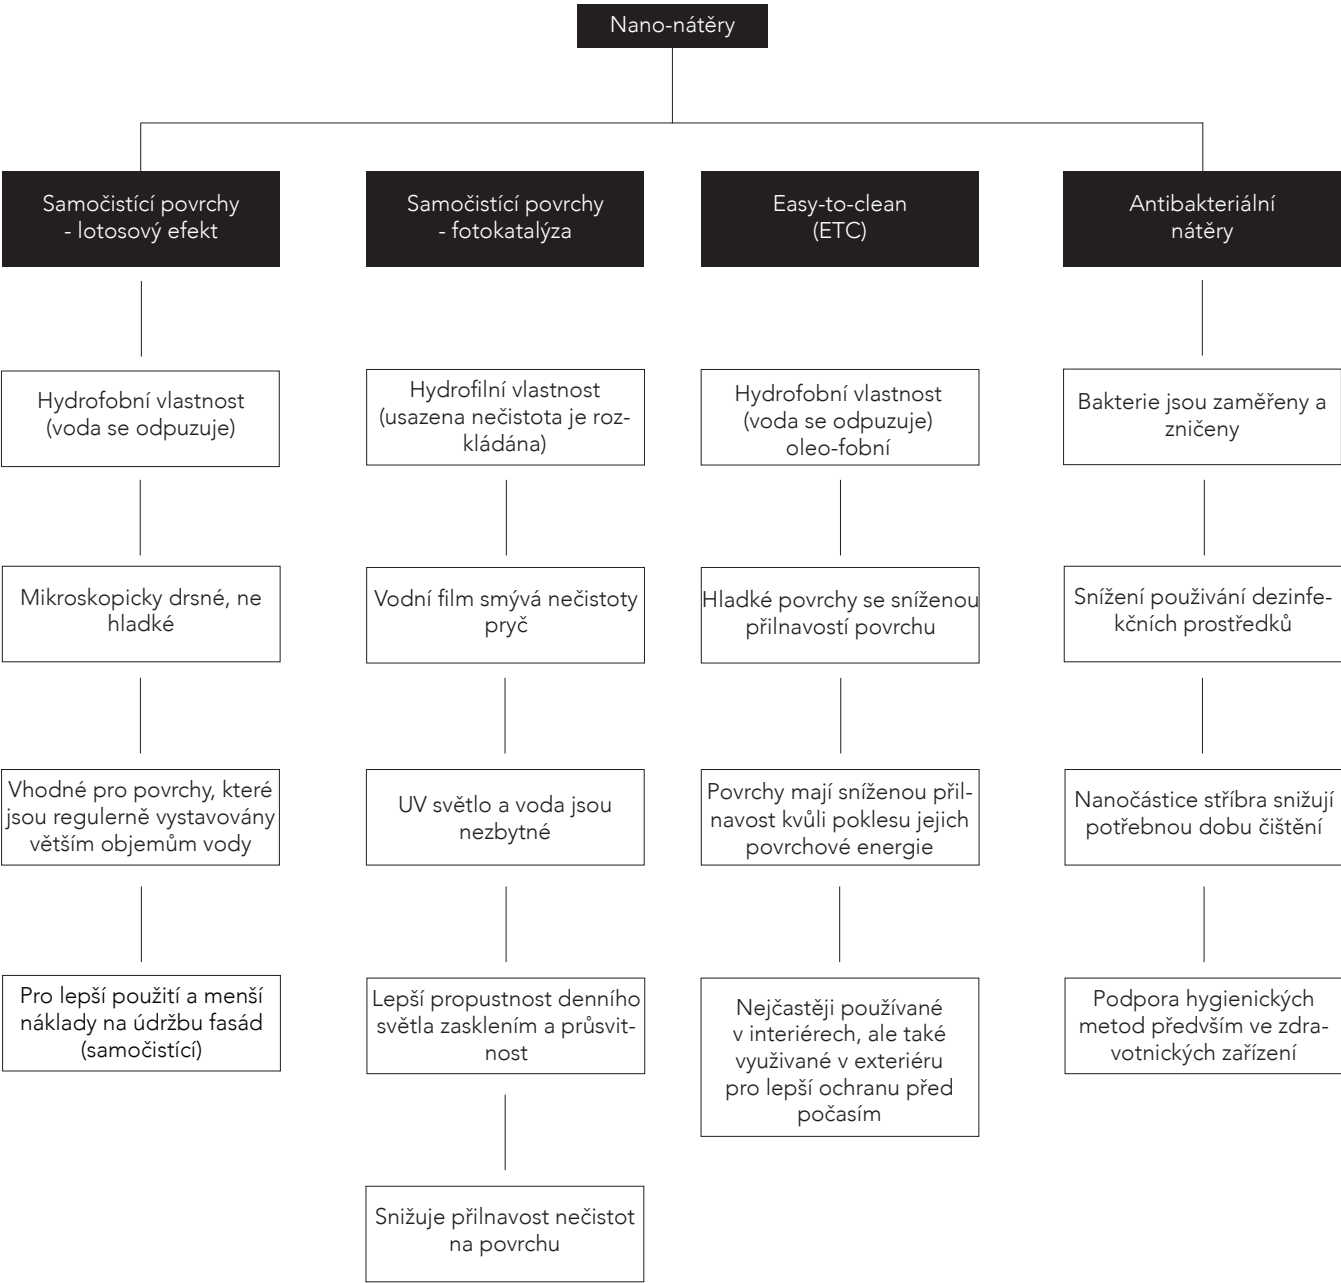 Nano-nátěry
Samočistící povrchy
- lotosový efekt
Hydrofobní vlastnost
(voda se odpuzuje)
Mikroskopicky drsné, ne
hladké
Vhodné pro povrchy, které
jsou regulerně vystavovány
větším objemům vody
Pro lepší použití a menší
náklady na údržbu fasád
(samočistící)
Samočistící povrchy
- fotokatalýza
Hydrofilní vlastnost
(usazena nečistota je roz-
kládána)
Vodní film smývá nečistoty
pryč
UV světlo a voda jsou
nezbytné
Lepší propustnost denního
světla zasklením a průsvit-
nost
Snižuje přilnavost nečistot
na povrchu
Easy-to-clean
(ETC)
Hydrofobní vlastnost
(voda se odpuzuje)
oleo-fobní
Hladké povrchy se sníženou
přilnavostí povrchu
Povrchy mají sníženou přil-
navost kvůli poklesu jejich
povrchové energie
Nejčastěji používané
v interiérech, ale také
využivané v exteriéru
pro lepší ochranu před
počasím
Antibakteriální
nátěry
Bakterie jsou zaměřeny a
zničeny
Snížení použivání dezinfe-
kčních prostředků
Nanočástice stříbra snižují
potřebnou dobu čištění
Podpora hygienických
metod předvším ve zdra-
votnických zařízení